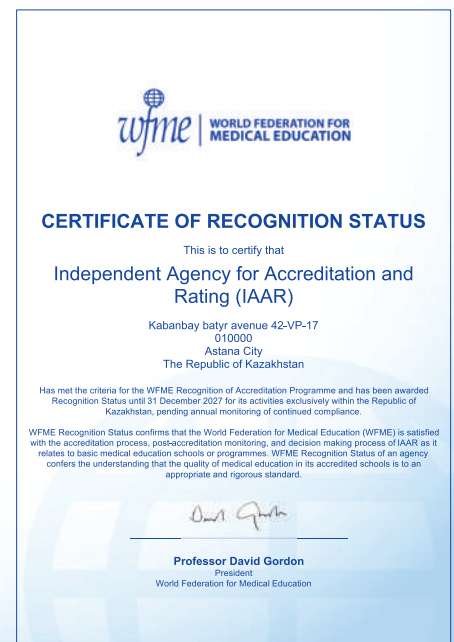 wfme
WORLD FEDERATION FOR
MEDICAL EDUCATION
CERTIFICATE OF RECOGNITION STATUS
This is to certify that
Independent Agency for Accreditation and
Rating (IAAR)
Kabanbay batyr avenue 42-VP-17
010000
Astana City
The Republic of Kazakhstan
Has met the criteria for the WFME Recognition of Accreditation Programme and has been awarded
Recognition Status until 31 December 2027 for its activities exclusively within the Republic of
Kazakhstan, pending annual monitoring of continued compliance.
WFME Recognition Status confirms that the World Federation for Medical Education (WFME) is satisfied
with the accreditation process, post-accreditation monitoring, and decision making process of IAAR as it
relates to basic medical education schools or programmes. WFME Recognition Status of an agency
confers the understanding that the quality of medical education in its accredited schools is to an
appropriate and rigorous standard.
David Gordon
Professor David Gordon
President
World Federation for Medical Education